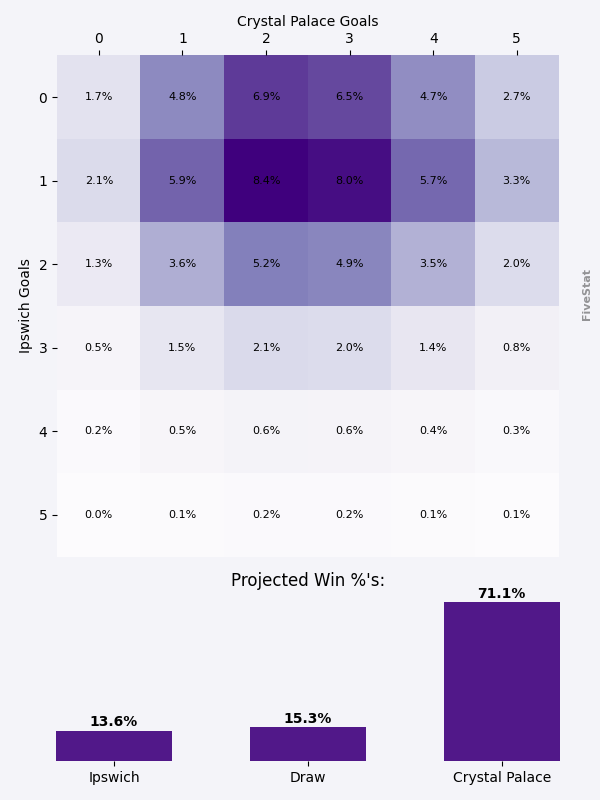 Crystal Palace Goals
0 1 2 3 4 5
0 1.7% 4.8% 6.9% 6.5% 4.7% 2.7%
1 2.1% 5.9% 8.4% 8.0% 5.7% 3.3%
2 1.3% 3.6% 5.2% 4.9% 3.5% 2.0%
3 0.5% 1.5% 2.1% 2.0% 1.4% 0.8%
4 0.2% 0.5% 0.6% 0.6% 0.4% 0.3%
5 0.0% 0.1% 0.2% 0.2% 0.1% 0.1%
Ipswich Goals
FiveStat
Projected Win %'s:
13.6% 15.3% 71.1%
Ipswich Draw Crystal Palace